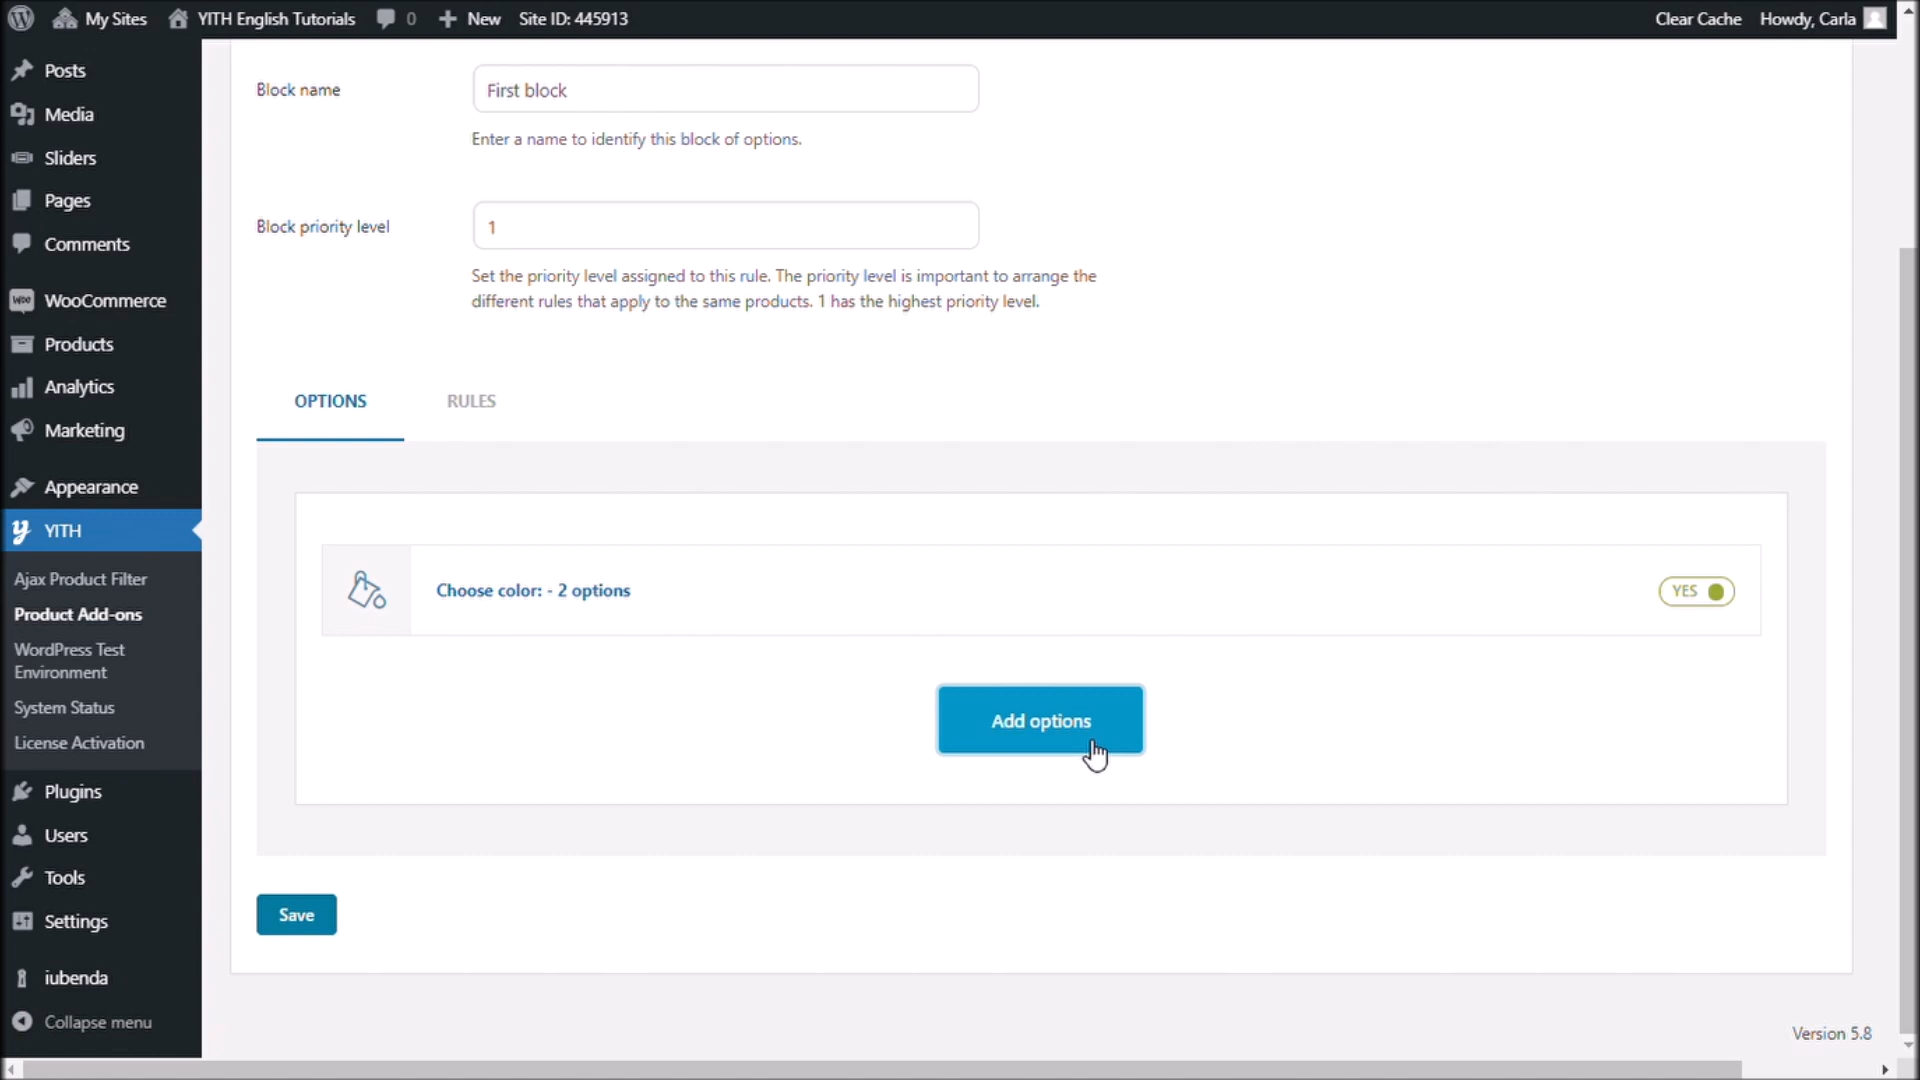 My Sites
YITH English Tutorials
0
New
Site ID: 445913
Clear Cache
Howdy, Carla
Posts
Media
Sliders
Pages
Comments
WooCommerce
Products
Analytics
Marketing
Appearance
YITH
Ajax Product Filter
Product Add-ons
WordPress Test
Environment
System Status
License Activation
Plugins
Users
Tools
Settings
iubenda
Collapse menu
Block name
First block
Enter a name to identify this block of options.
Block priority level
1
Set the priority level assigned to this rule. The priority level is important to arrange the
different rules that apply to the same products. 1 has the highest priority level.
OPTIONS
RULES
Choose color: - 2 options
YES
Add options
Save
Version 5.8